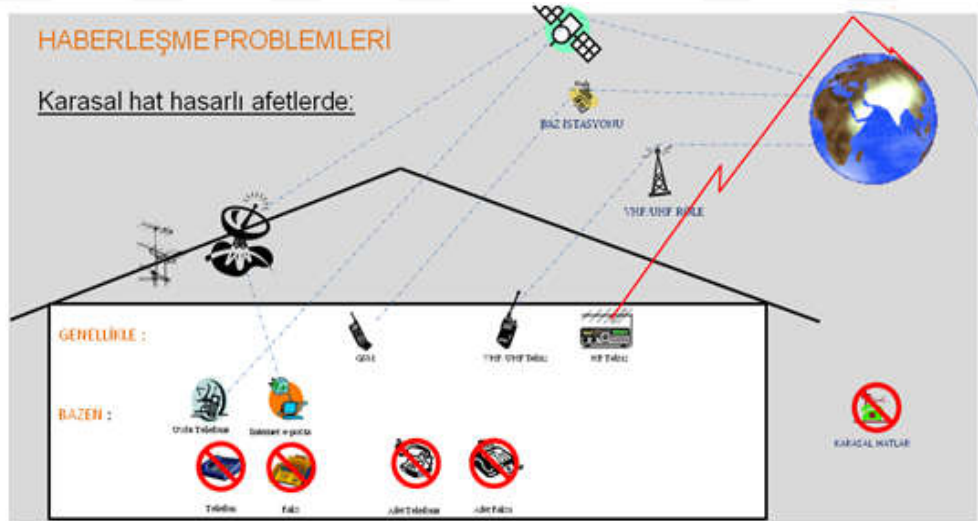 HABERLEŞME PROBLEMLERİ
Karasal hat hasarlı afetlerde:
BAZ İSTASYONU
VHF/UHF RÖLE
GENELLİKLE :
GSM
VHF/UHF Telsiz
HF Telsiz
BAZEN :
Uydu Telefonu
İnternet e-posta
KARASAL HATLAR
Telefon
Faks
Afet Telefonu
Afet Faksı